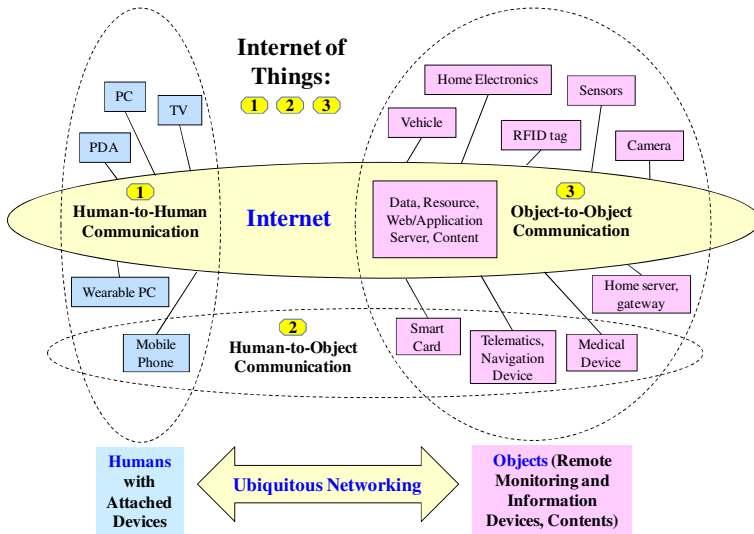 Internet of
Things:
1 2 3
PC
TV
PDA
Home Electronics
Sensors
Vehicle
RFID tag
Camera
1
Human-to-Human
Communication
Internet
Data, Resource,
Web/Application
Server, Content
3
Object-to-Object
Communication
Wearable PC
Mobile
Phone
2
Human-to-Object
Communication
Smart
Card
Telematics,
Navigation
Device
Medical
Device
Home server,
gateway
Humans
with
Attached
Devices
Ubiquitous Networking
Objects (Remote
Monitoring and
Information
Devices, Contents)